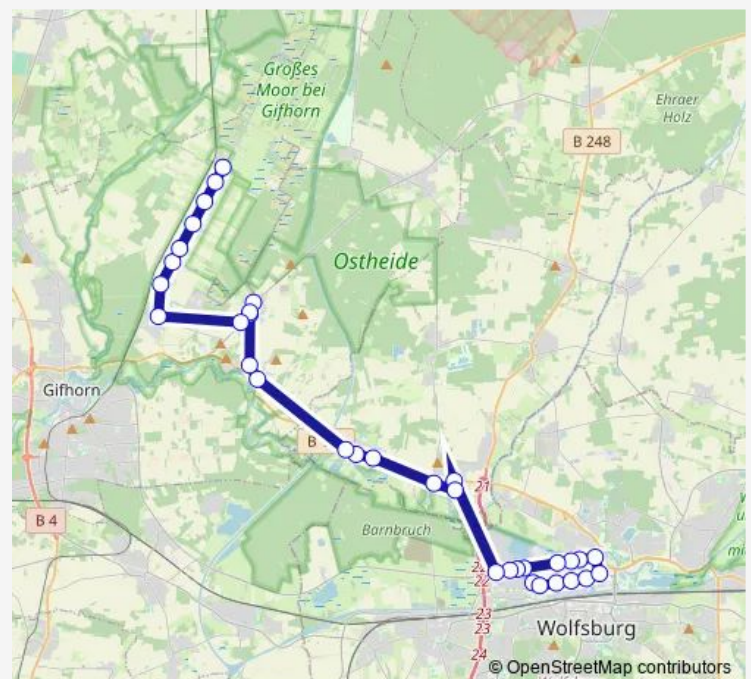 Großes
Moor bei
Gifhorn
Ehraer
Holz
B 248
Ostheide
Gifhorn
B
21
B 4
Barnbruch
22
22
23
23
Wolfsburg
24
© OpenStreetMap contributors